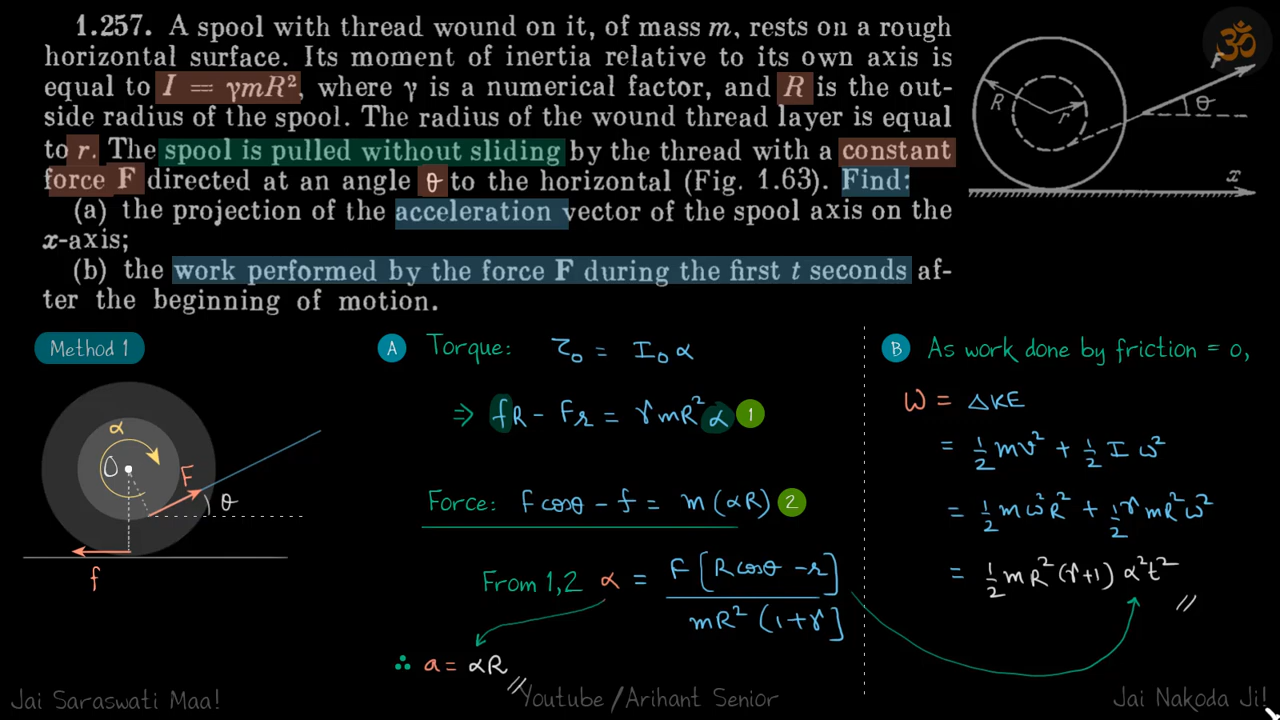 1.257. A spool with thread wound on it, of mass m, rests on a rough
horizontal surface. Its moment of inertia relative to its own axis is
equal to I = γmR², where γ is a numerical factor, and R is the out-
side radius of the spool. The radius of the wound thread layer is equal
to r. The spool is pulled without sliding by the thread with a constant
force F directed at an angle θ to the horizontal (Fig. 1.63). Find:
(a) the projection of the acceleration vector of the spool axis on the
x-axis;
(b) the work performed by the force F during the first t seconds af-
ter the beginning of motion.
ॐ
F
R
r
θ
x
Method 1
α
O
F
θ
f
A Torque: τ₀ = I₀α
⇒ fR - Fr = γmR²α 1
Force: F cosθ - f = m(αR) 2
From 1,2 α = F[R cosθ - r] / mR²(1+γ]
∴ a = αR //
B As work done by friction = 0,
W = ΔKE
= ½mv² + ½Iω²
= ½mω²R² + ½γmR²ω²
= ½mR²(γ+1) α²t² //
Jai Saraswati Maa!
Youtube/Arihant Senior
Jai Nakoda Ji!